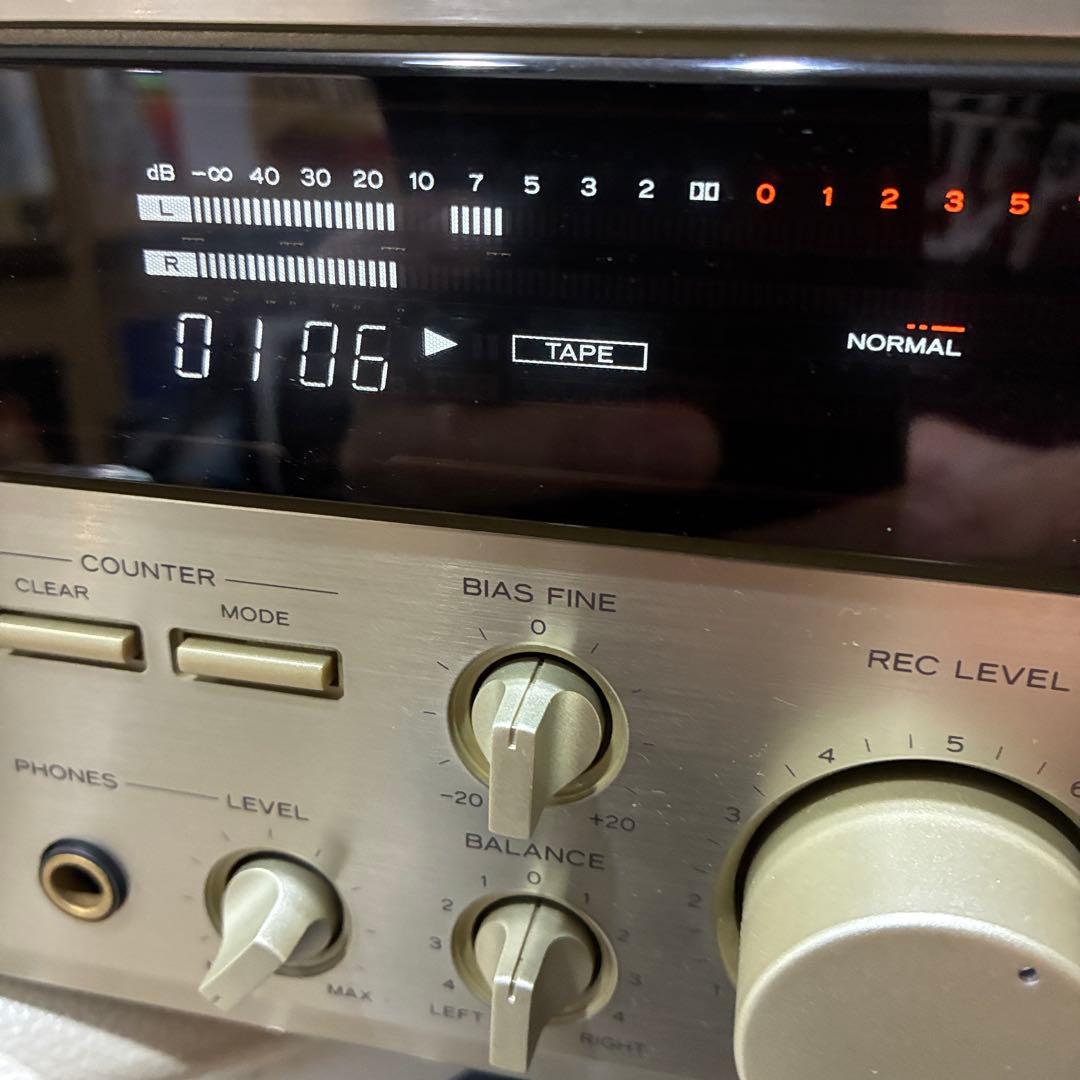 dB -∞ 40 30 20 10 7 5 3 2 0 1 2 3 5
L
R
0106 TAPE NORMAL
COUNTER
CLEAR MODE
BIAS FINE
0
-20 +20
REC LEVEL
1 2 3 4 5 6
PHONES LEVEL
MAX
BALANCE
4 3 2 1 0 1 2 3 4
LEFT RIGHT